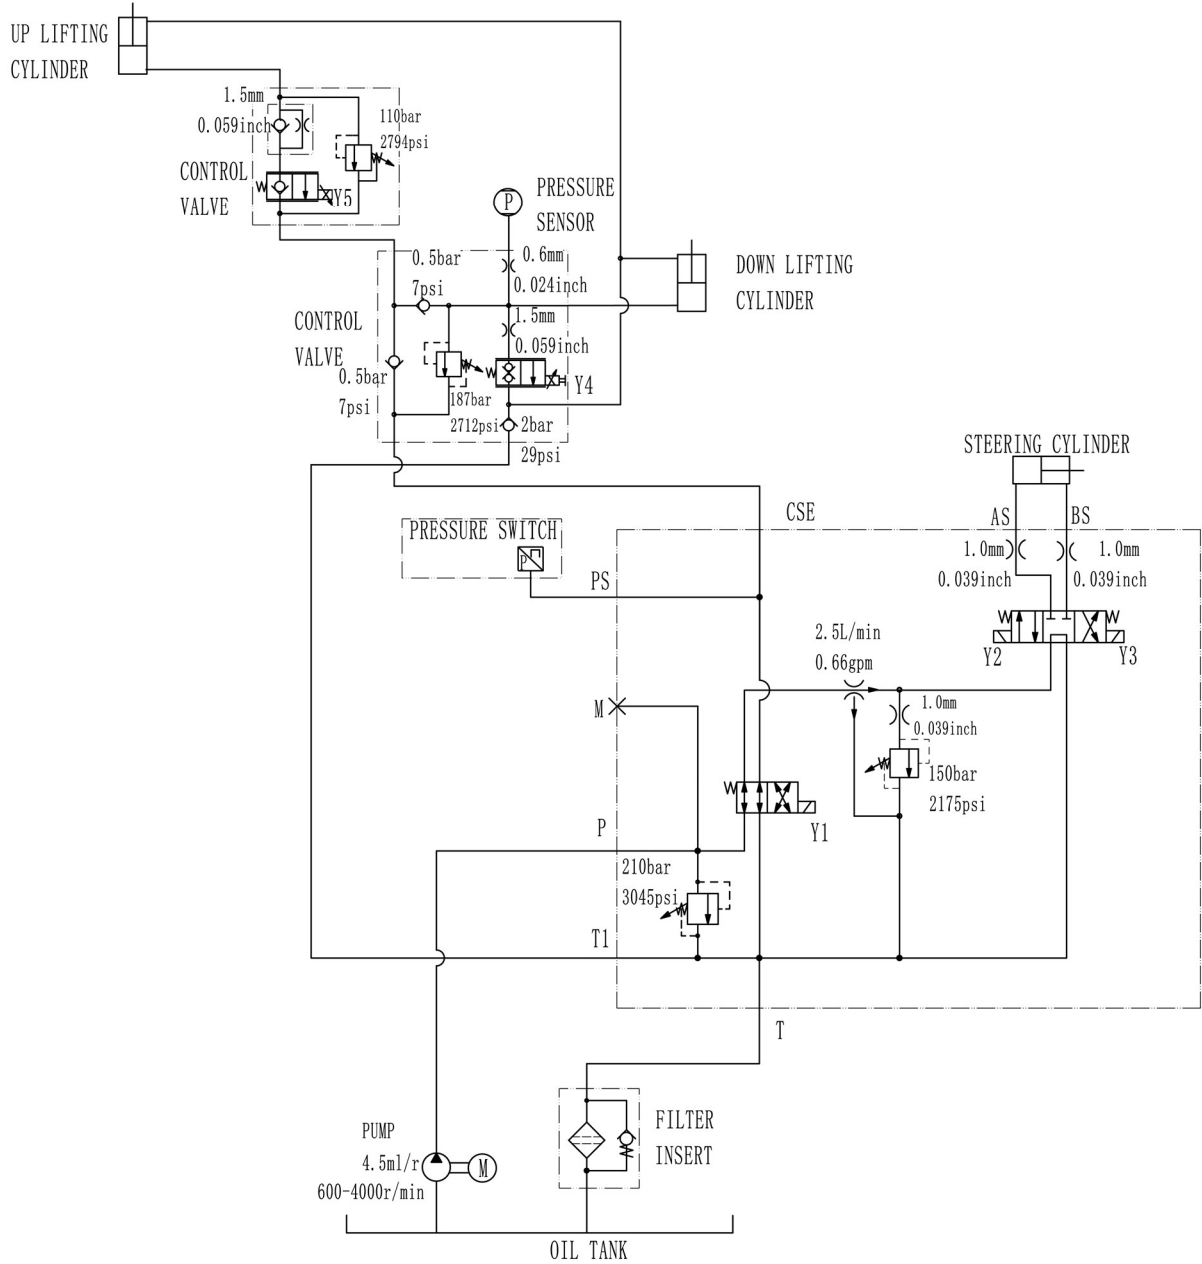 UP LIFTING
CYLINDER
1.5mm
0.059inch
110bar
2794psi
CONTROL
VALVE
Y5
P
PRESSURE
SENSOR
0.5bar
7psi
0.6mm
0.024inch
DOWN LIFTING
CYLINDER
CONTROL
VALVE
1.5mm
0.059inch
0.5bar
7psi
187bar
2712psi
Y4
2bar
29psi
STEERING CYLINDER
CSE
AS
BS
PRESSURE SWITCH
P
1.0mm
0.039inch
1.0mm
0.039inch
PS
2.5L/min
0.66gpm
Y2
Y3
M
1.0mm
0.039inch
150bar
2175psi
P
Y1
210bar
3045psi
T1
T
PUMP
4.5ml/r
600-4000r/min
M
FILTER
INSERT
OIL TANK